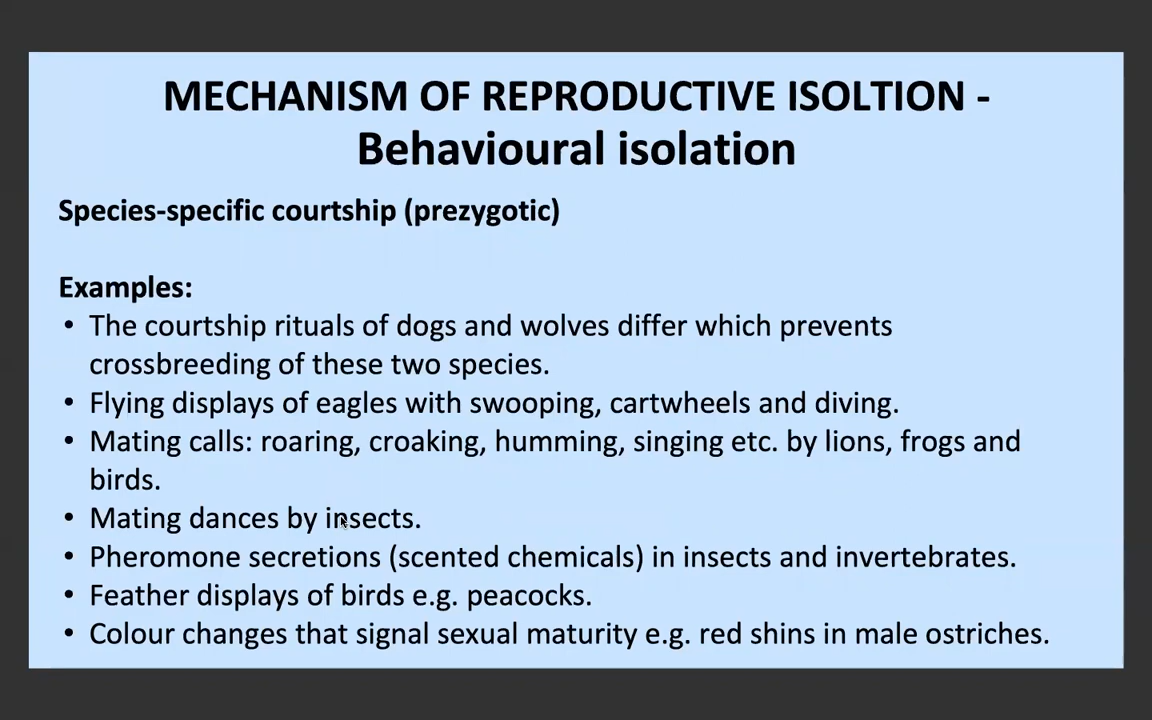 MECHANISM OF REPRODUCTIVE ISOLTION -
Behavioural isolation
Species-specific courtship (prezygotic)
Examples:
• The courtship rituals of dogs and wolves differ which prevents
crossbreeding of these two species.
• Flying displays of eagles with swooping, cartwheels and diving.
• Mating calls: roaring, croaking, humming, singing etc. by lions, frogs and
birds.
• Mating dances by insects.
• Pheromone secretions (scented chemicals) in insects and invertebrates.
• Feather displays of birds e.g. peacocks.
• Colour changes that signal sexual maturity e.g. red shins in male ostriches.